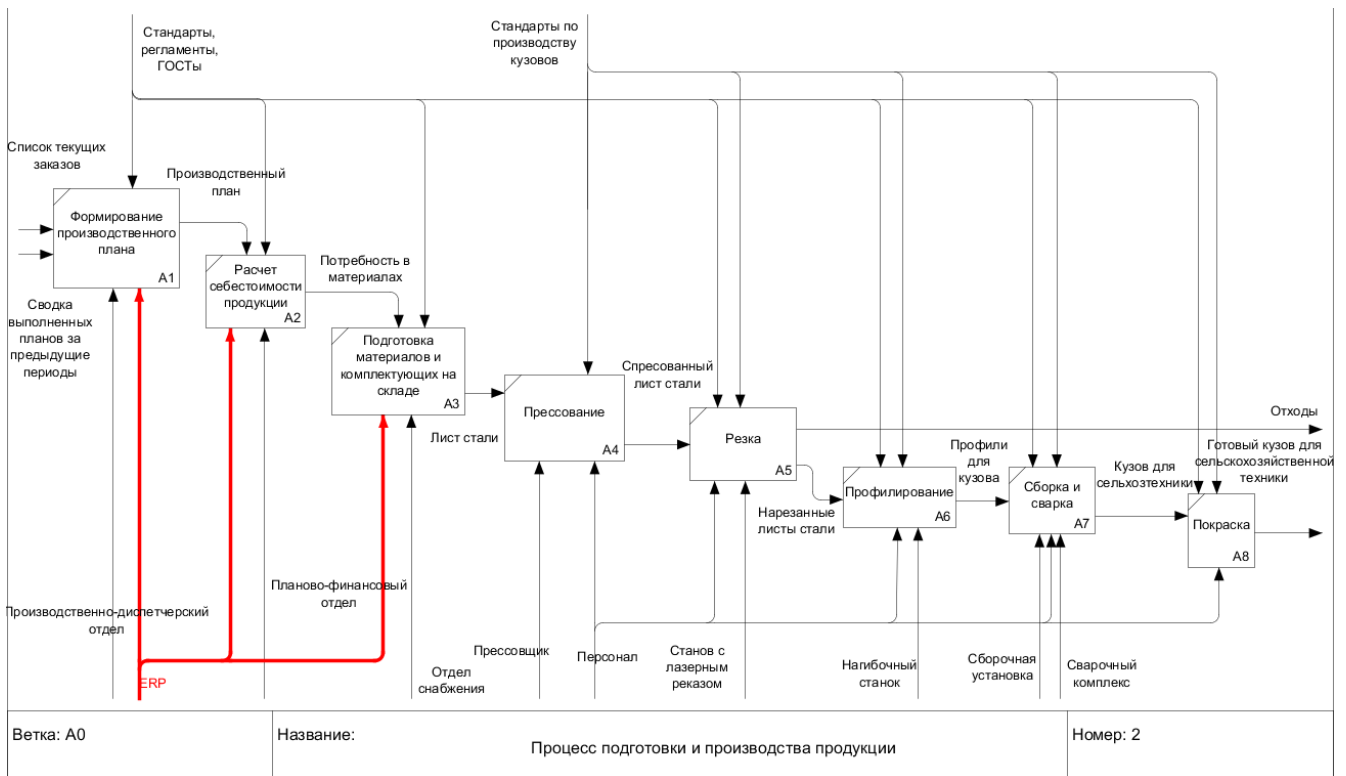 Стандарты,
регламенты,
ГОСТы
Стандарты по
производству
кузовов
Список текущих
заказов
Производственный
план
Формирование
производственного
плана
A1
Расчет
себестоимости
продукции
A2
Потребность в
материалах
Сводка
выполненных
планов за
предыдущие
периоды
Подготовка
материалов и
комплектующих на
складе
A3
Лист стали
Прессование
A4
Спресованный
лист стали
Резка
A5
Отходы
Нарезанные
листы стали
Профилирование
A6
Профили
для
кузова
Сборка и
сварка
A7
Кузов для
сельхозтехники
Готовый кузов для
сельскохозяйственной
техники
Покраска
A8
Производственно-диспетчерский
отдел
Планово-финансовый
отдел
ERP
Отдел
снабжения
Прессовщик
Персонал
Станов с
лазерным
реказом
Нагибочный
станок
Сборочная
установка
Сварочный
комплекс
Ветка: A0
Название:
Процесс подготовки и производства продукции
Номер: 2